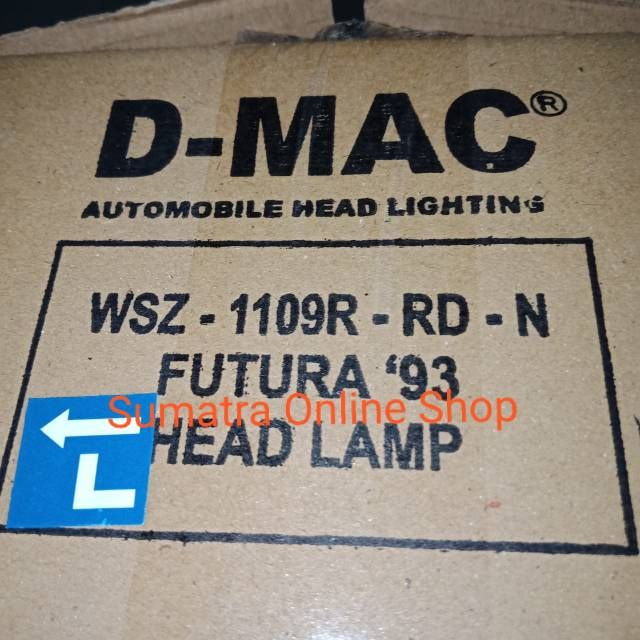 D-MAC®
AUTOMOBILE HEAD LIGHTING
WSZ - 1109R - RD - N
FUTURA ‘93
Sumatra Online Shop
HEAD LAMP
L